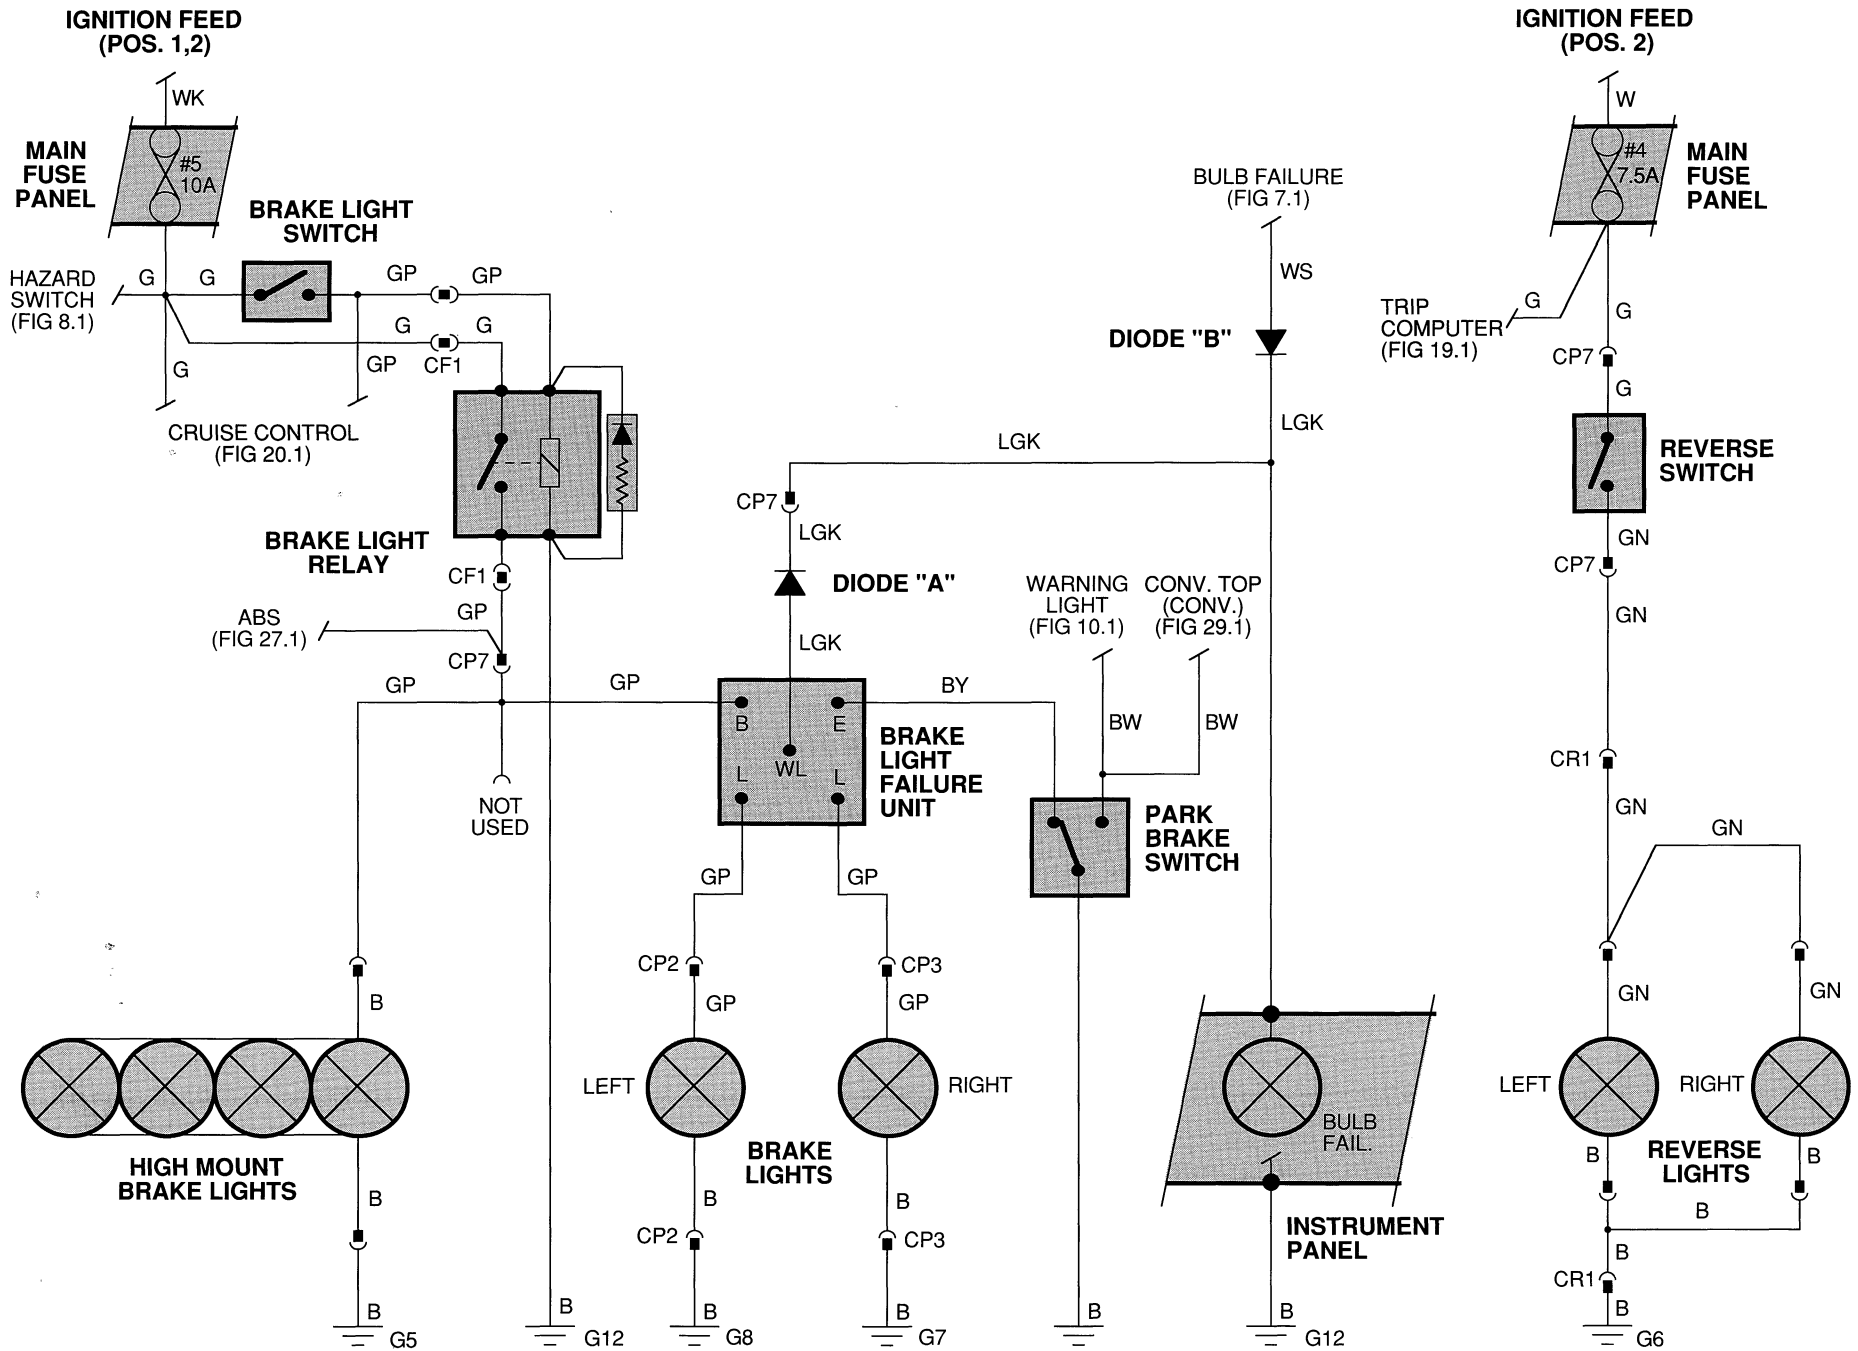 IGNITION FEED
(POS. 1,2)
WK
MAIN
FUSE
PANEL
#5
10A
BRAKE LIGHT
SWITCH
HAZARD
SWITCH
(FIG 8.1)
G
G
GP
GP
G
G
CF1
G
GP
CRUISE CONTROL
(FIG 20.1)
BRAKE LIGHT
RELAY
CF1
GP
ABS
(FIG 27.1)
CP7
GP
GP
NOT
USED
BULB FAILURE
(FIG 7.1)
WS
DIODE "B"
LGK
LGK
CP7
LGK
DIODE "A"
LGK
B
E
WL
L
L
BRAKE
LIGHT
FAILURE
UNIT
BY
WARNING
LIGHT
(FIG 10.1)
CONV. TOP
(CONV.)
(FIG 29.1)
BW
BW
PARK
BRAKE
SWITCH
GP
GP
CP2
CP3
GP
GP
B
LEFT
RIGHT
BRAKE
LIGHTS
HIGH MOUNT
BRAKE LIGHTS
B
B
B
CP2
CP3
BULB
FAIL.
INSTRUMENT
PANEL
B
G5
B
G12
B
G8
B
G7
B
B
G12
IGNITION FEED
(POS. 2)
W
#4
7.5A
MAIN
FUSE
PANEL
TRIP
COMPUTER
(FIG 19.1)
G
G
CP7
G
REVERSE
SWITCH
GN
CP7
GN
CR1
GN
GN
GN
GN
LEFT
RIGHT
REVERSE
LIGHTS
B
B
B
B
CR1
B
G6